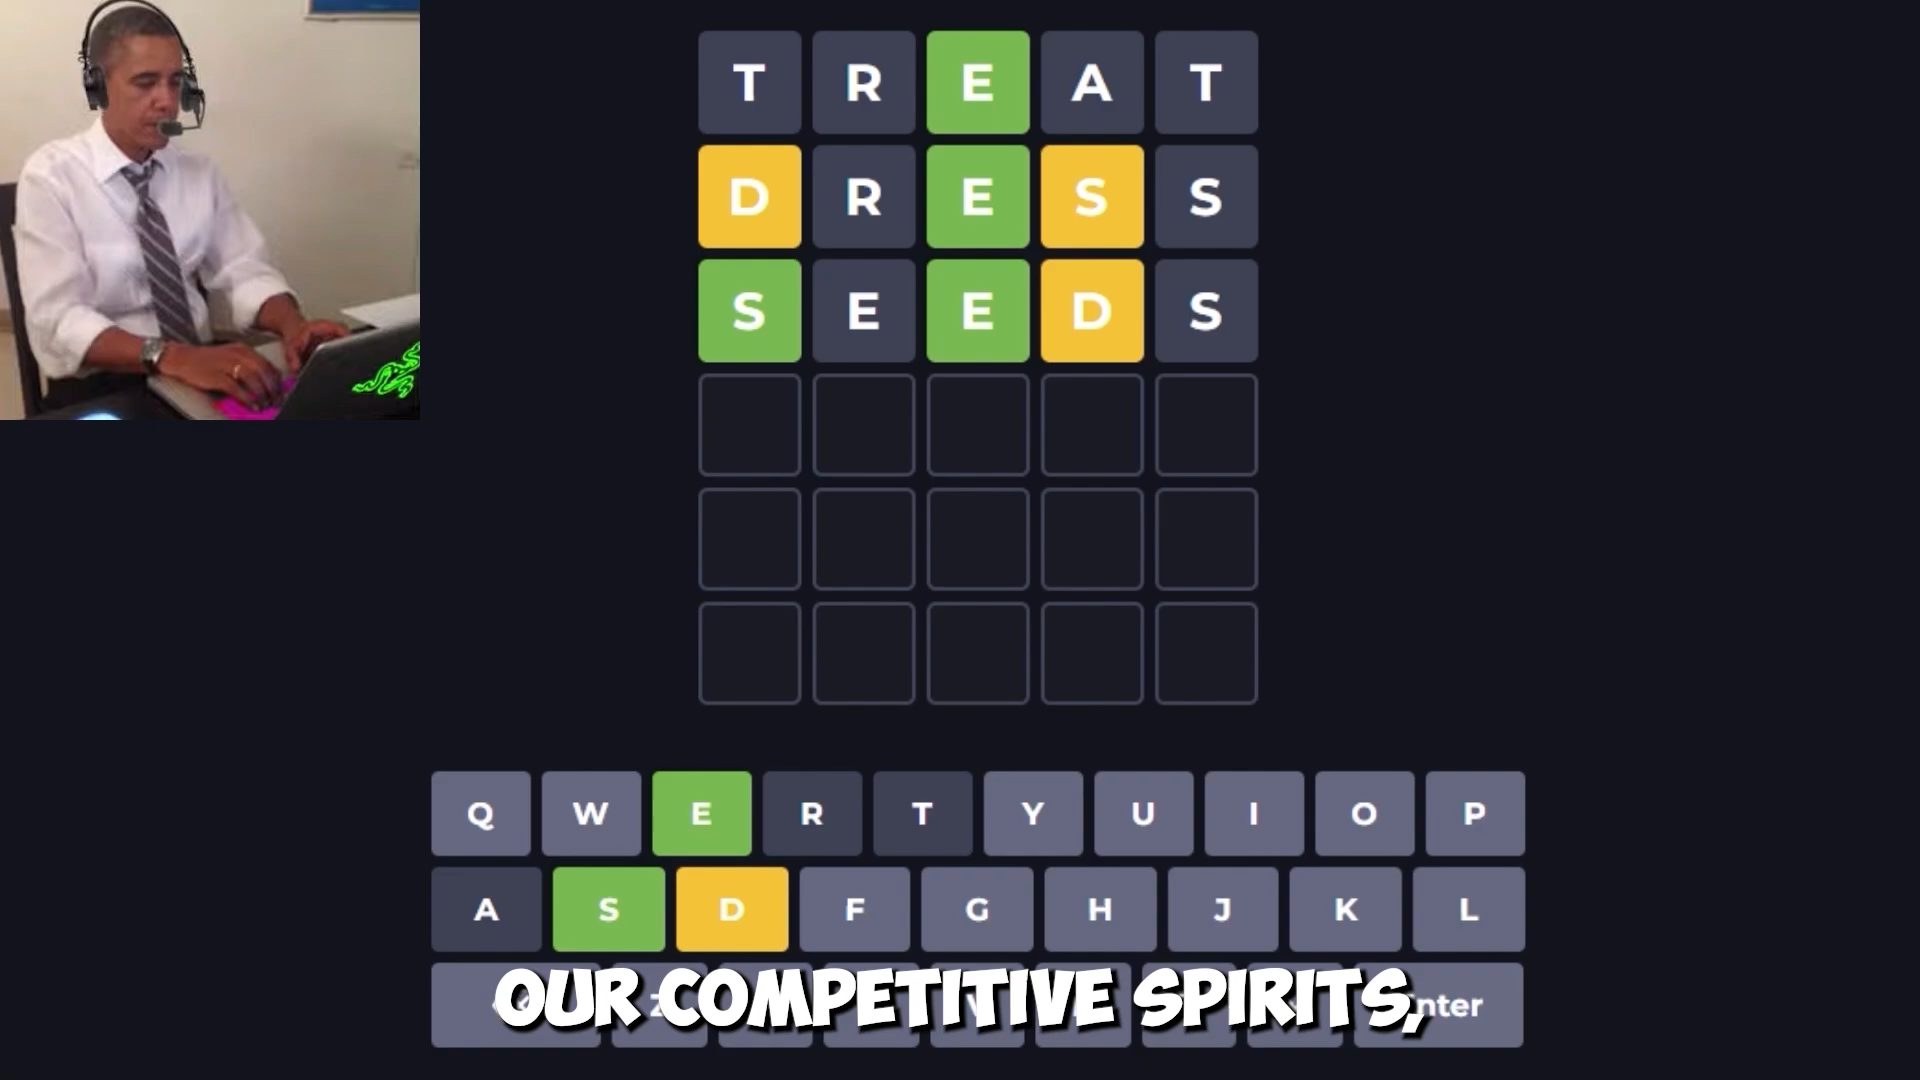 T R E A T
D R E S S
S E E D S
Q W E R T Y U I O P
A S D F G H J K L
OUR COMPETITIVE SPIRITS,